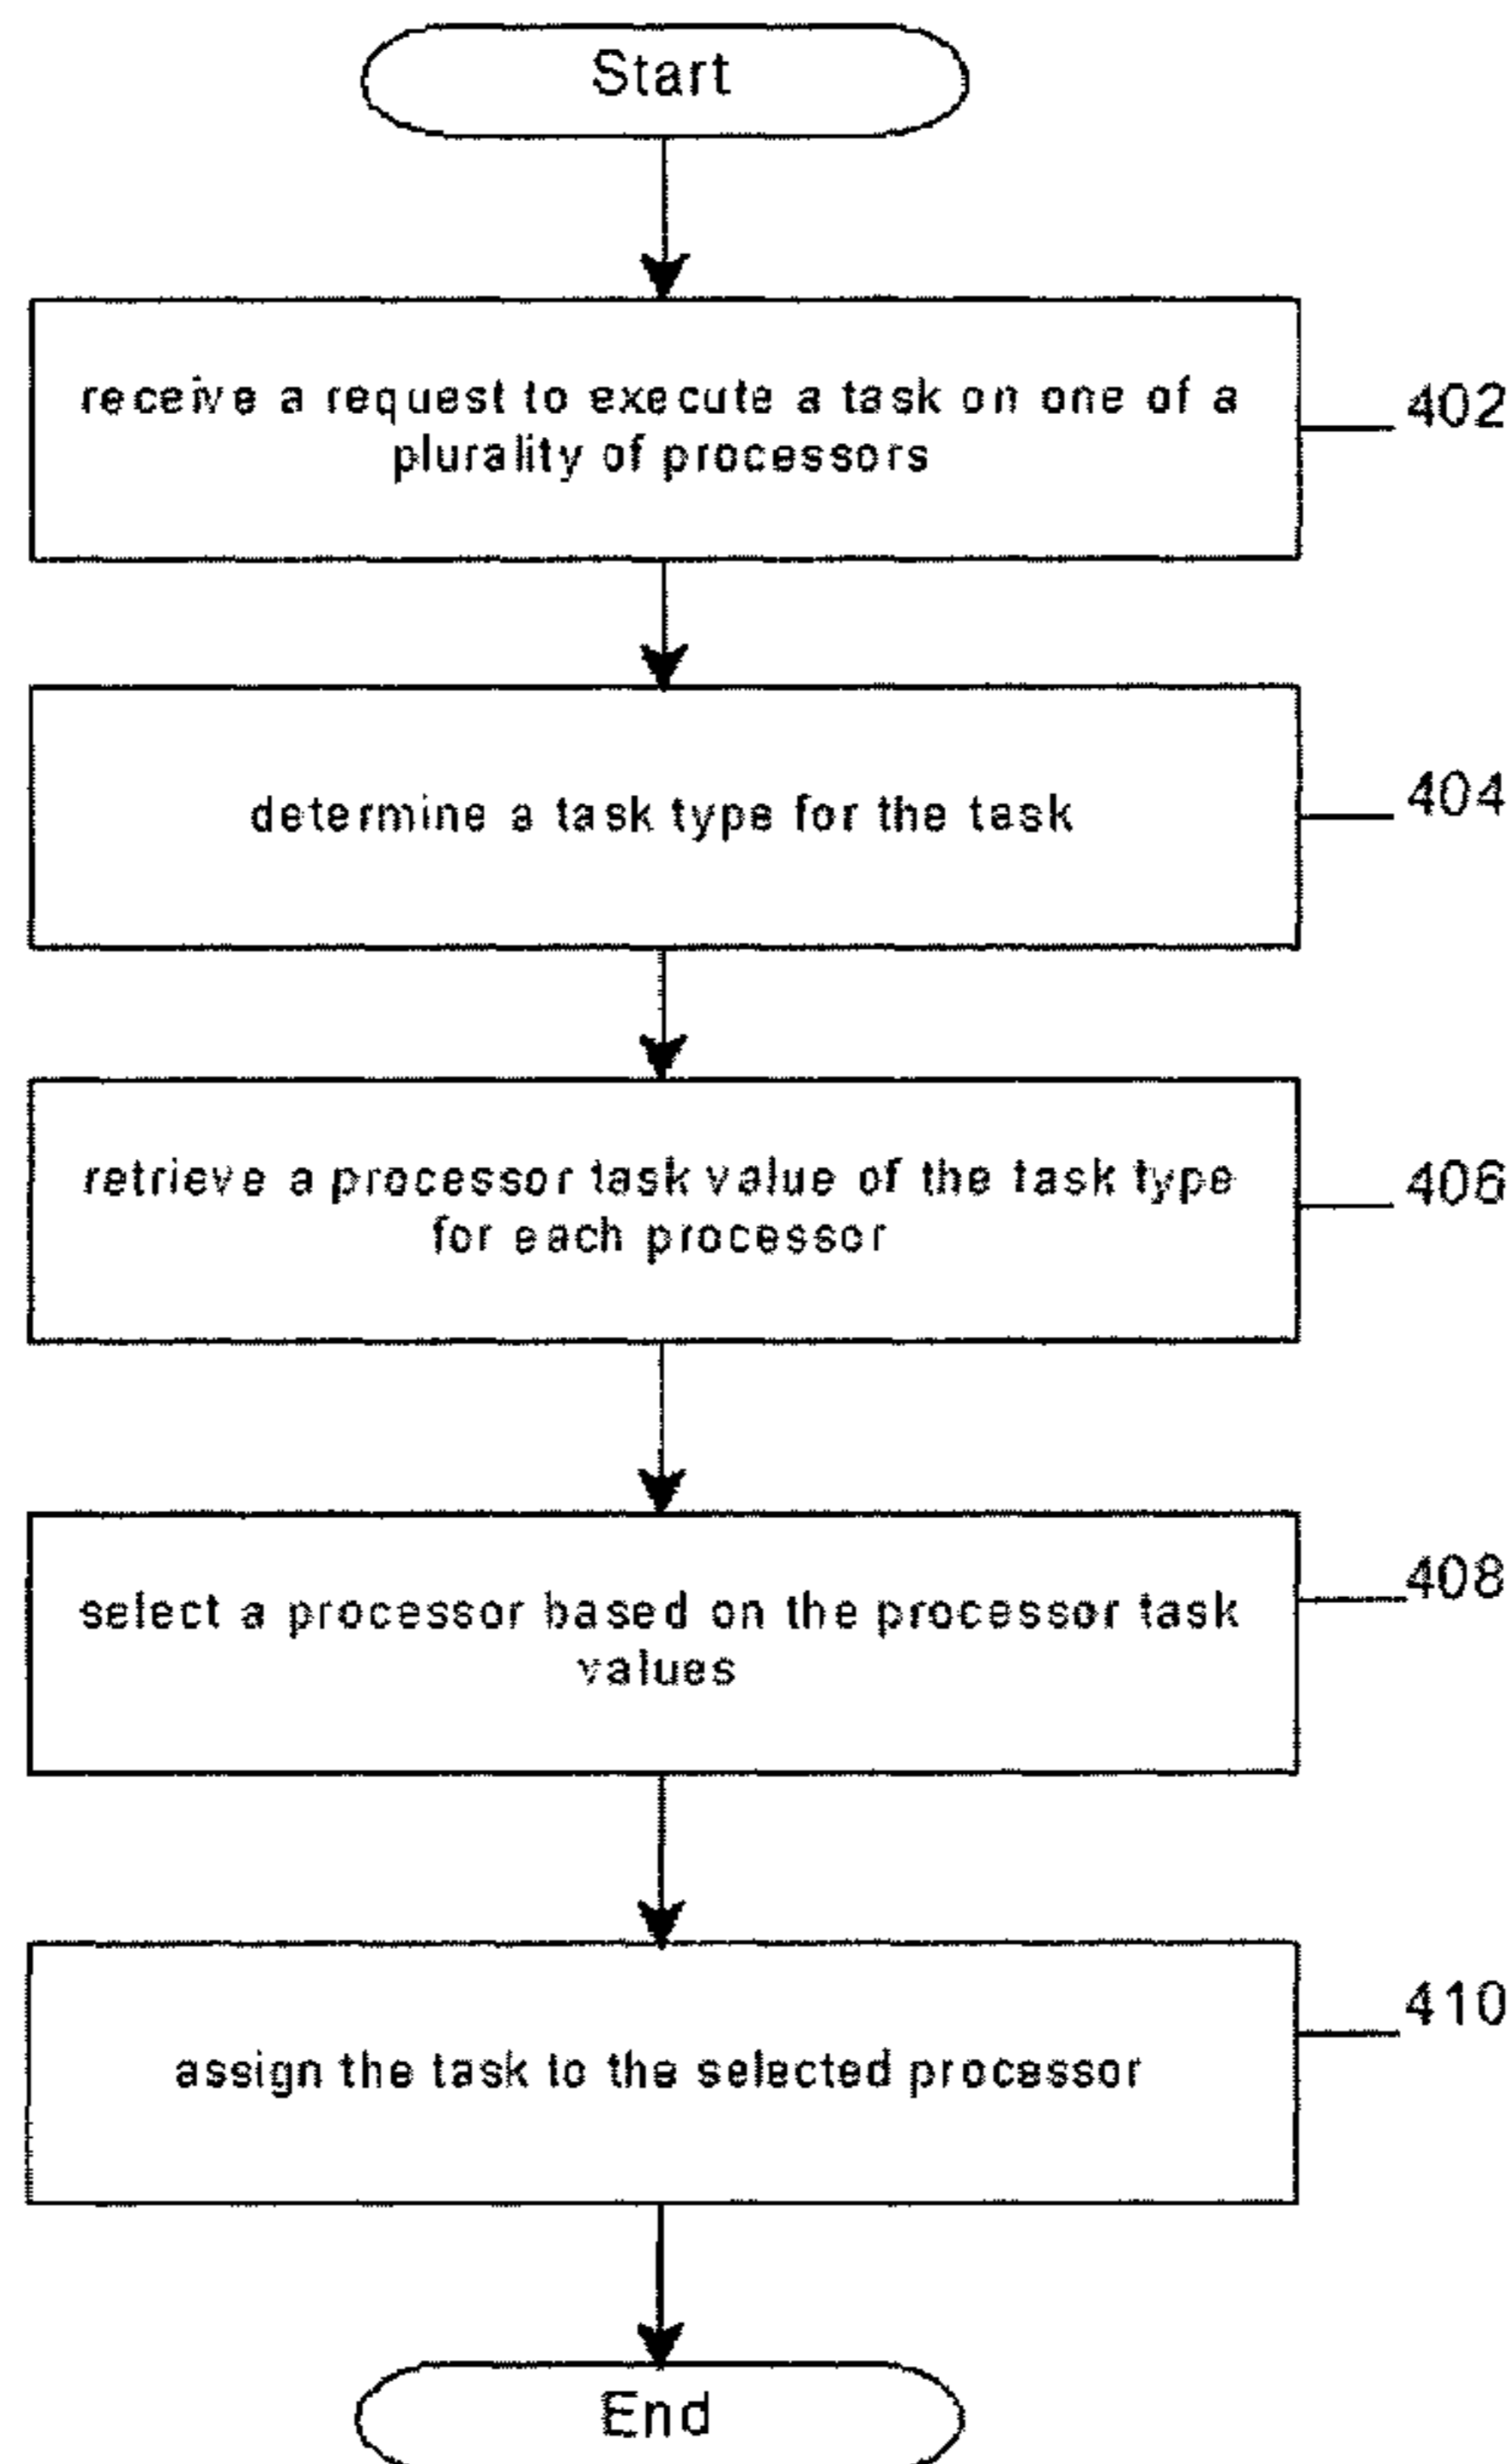 Start
receive a request to execute a task on one of a
plurality of processors
402
determine a task type for the task
404
retrieve a processor task value of the task type
for each processor
406
select a processor based on the processor task
values
408
assign the task to the selected processor
410
End